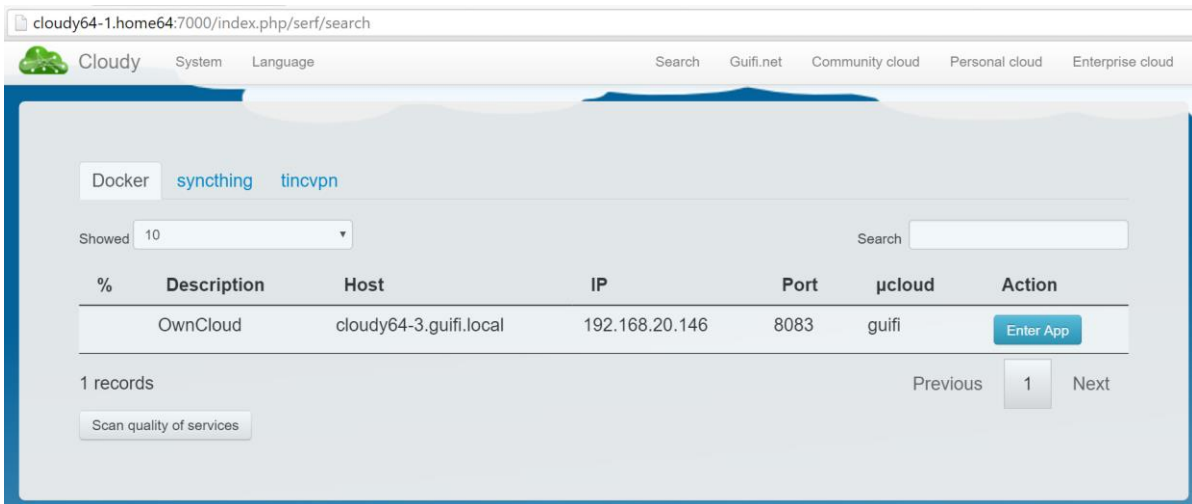 cloudy64-1.home64:7000/index.php/serf/search
Cloudy System Language Search Guifi.net Community cloud Personal cloud Enterprise cloud
Docker syncthing tincvpn
Showed 10 Search
% Description Host IP Port µcloud Action
OwnCloud cloudy64-3.guifi.local 192.168.20.146 8083 guifi Enter App
1 records Previous 1 Next
Scan quality of services